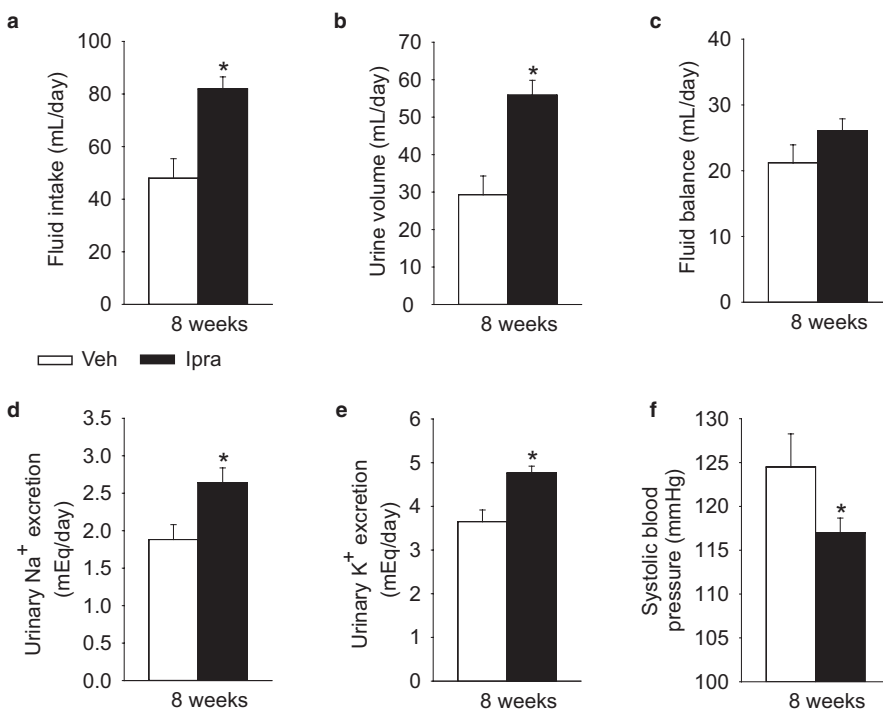 a
Fluid intake (mL/day)
100
80
60
40
20
0
*
8 weeks
b
Urine volume (mL/day)
70
60
50
40
30
20
10
0
*
8 weeks
c
Fluid balance (mL/day)
40
30
20
10
0
8 weeks
Veh Ipra
d
Urinary Na+ excretion
(mEq/day)
3.5
3.0
2.5
2.0
1.5
1.0
0.5
0.0
*
8 weeks
e
Urinary K+ excretion
(mEq/day)
6
5
4
3
2
1
0
*
8 weeks
f
Systolic blood
pressure (mmHg)
130
125
120
115
110
105
100
*
8 weeks